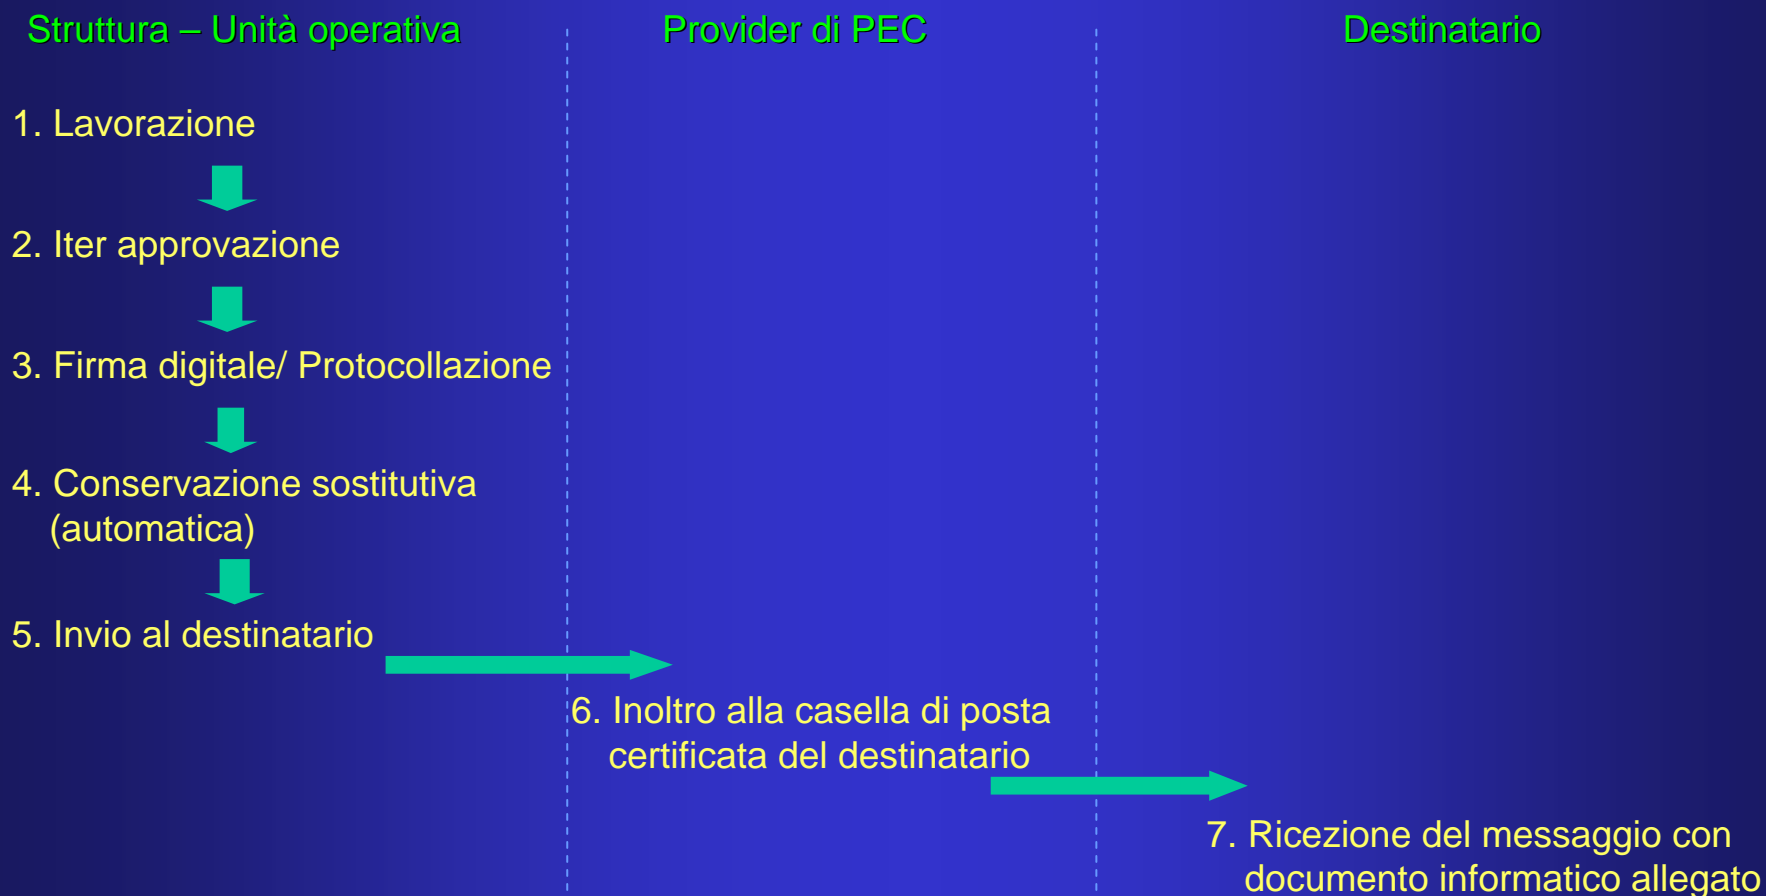 Struttura – Unità operativa
Provider di PEC
Destinatario
1. Lavorazione
2. Iter approvazione
3. Firma digitale/ Protocollazione
4. Conservazione sostitutiva
(automatica)
5. Invio al destinatario
6. Inoltro alla casella di posta
certificata del destinatario
7. Ricezione del messaggio con
documento informatico allegato